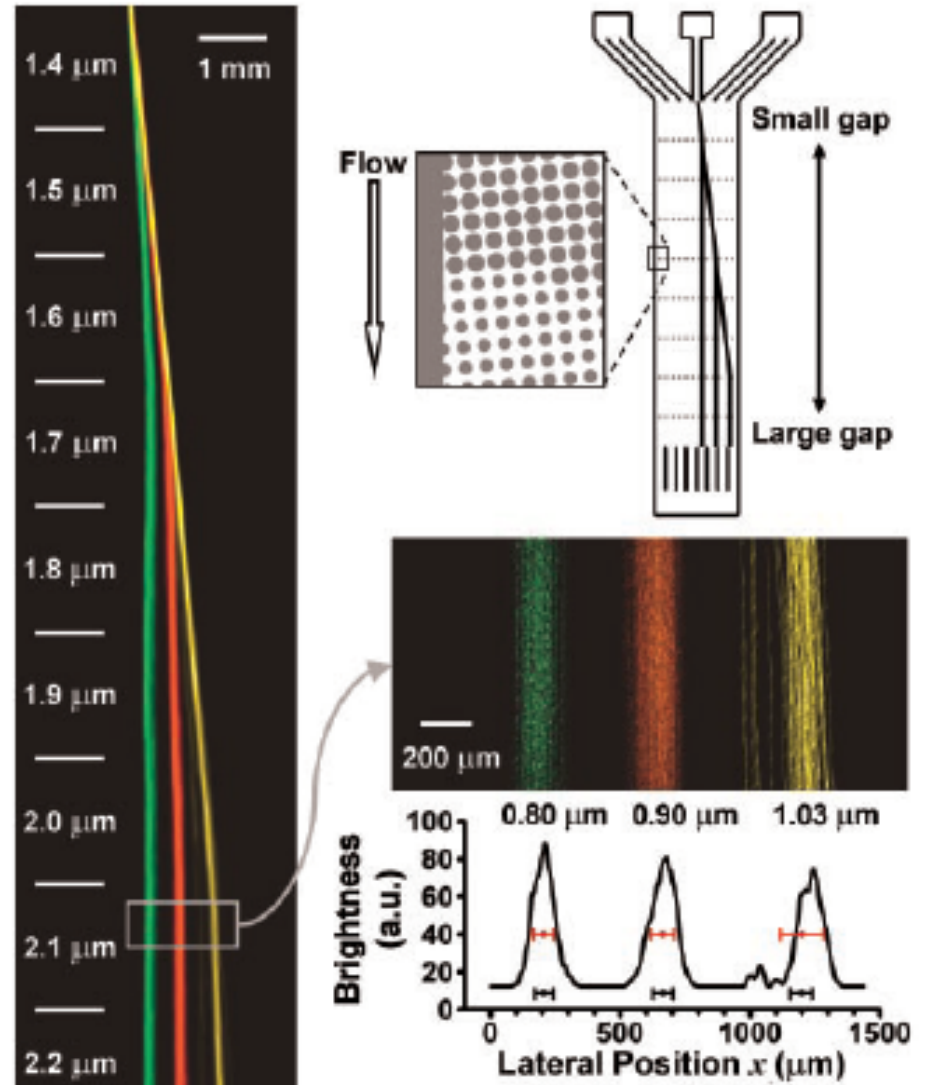 1.4 μm
1 mm
1.5 μm
1.6 μm
1.7 μm
1.8 μm
1.9 μm
2.0 μm
2.1 μm
2.2 μm
Flow
Small gap
Large gap
200 μm
0.80 μm 0.90 μm 1.03 μm
Brightness
(a.u.)
100
80
60
40
20
0
0 500 1000 1500
Lateral Position x (μm)